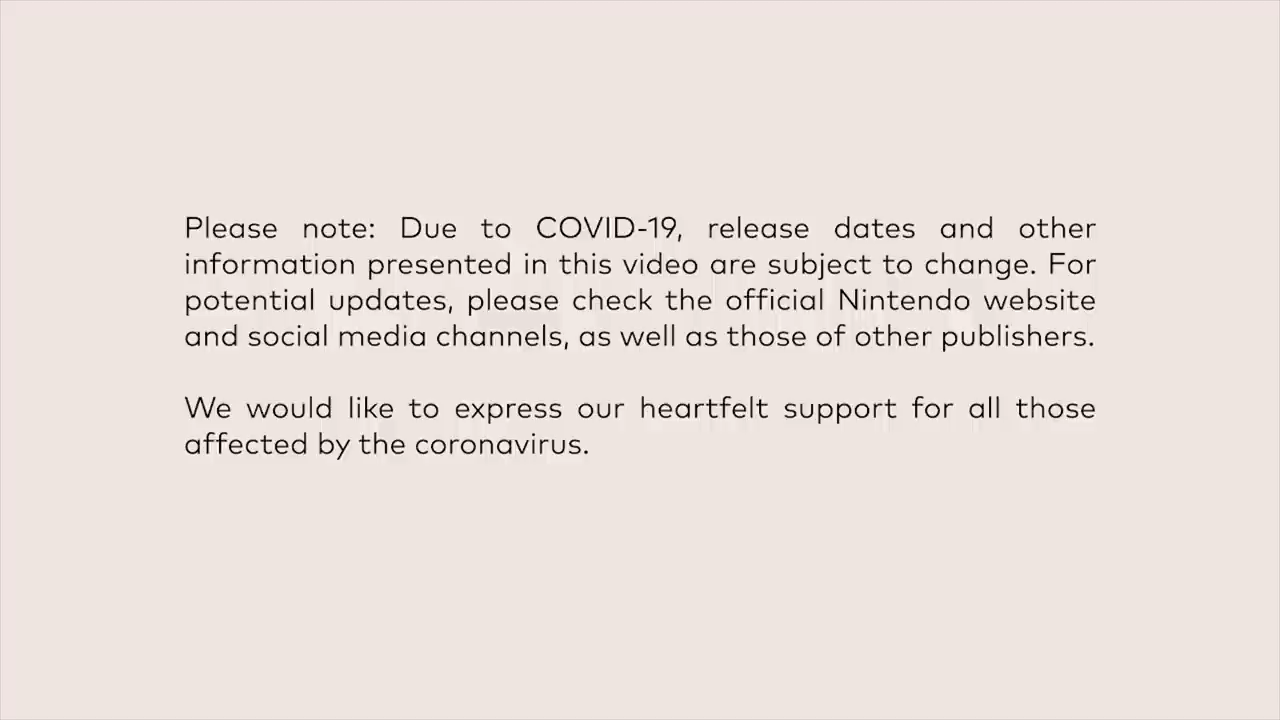 Please note: Due to COVID-19, release dates and other
information presented in this video are subject to change. For
potential updates, please check the official Nintendo website
and social media channels, as well as those of other publishers.
We would like to express our heartfelt support for all those
affected by the coronavirus.